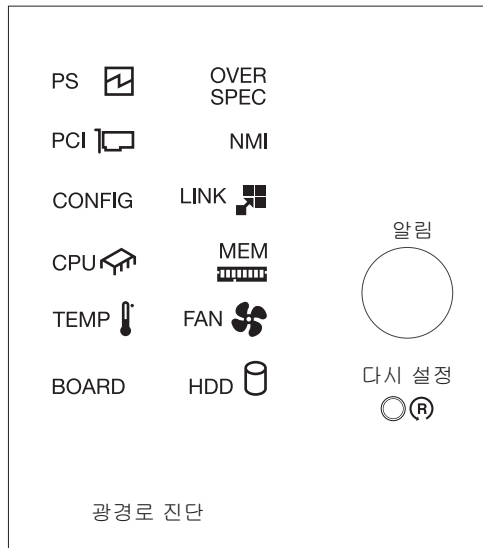 PS
OVER
SPEC
PCI
NMI
CONFIG
LINK
CPU
MEM
TEMP
FAN
BOARD
HDD
알림
다시 설정
R
광경로 진단